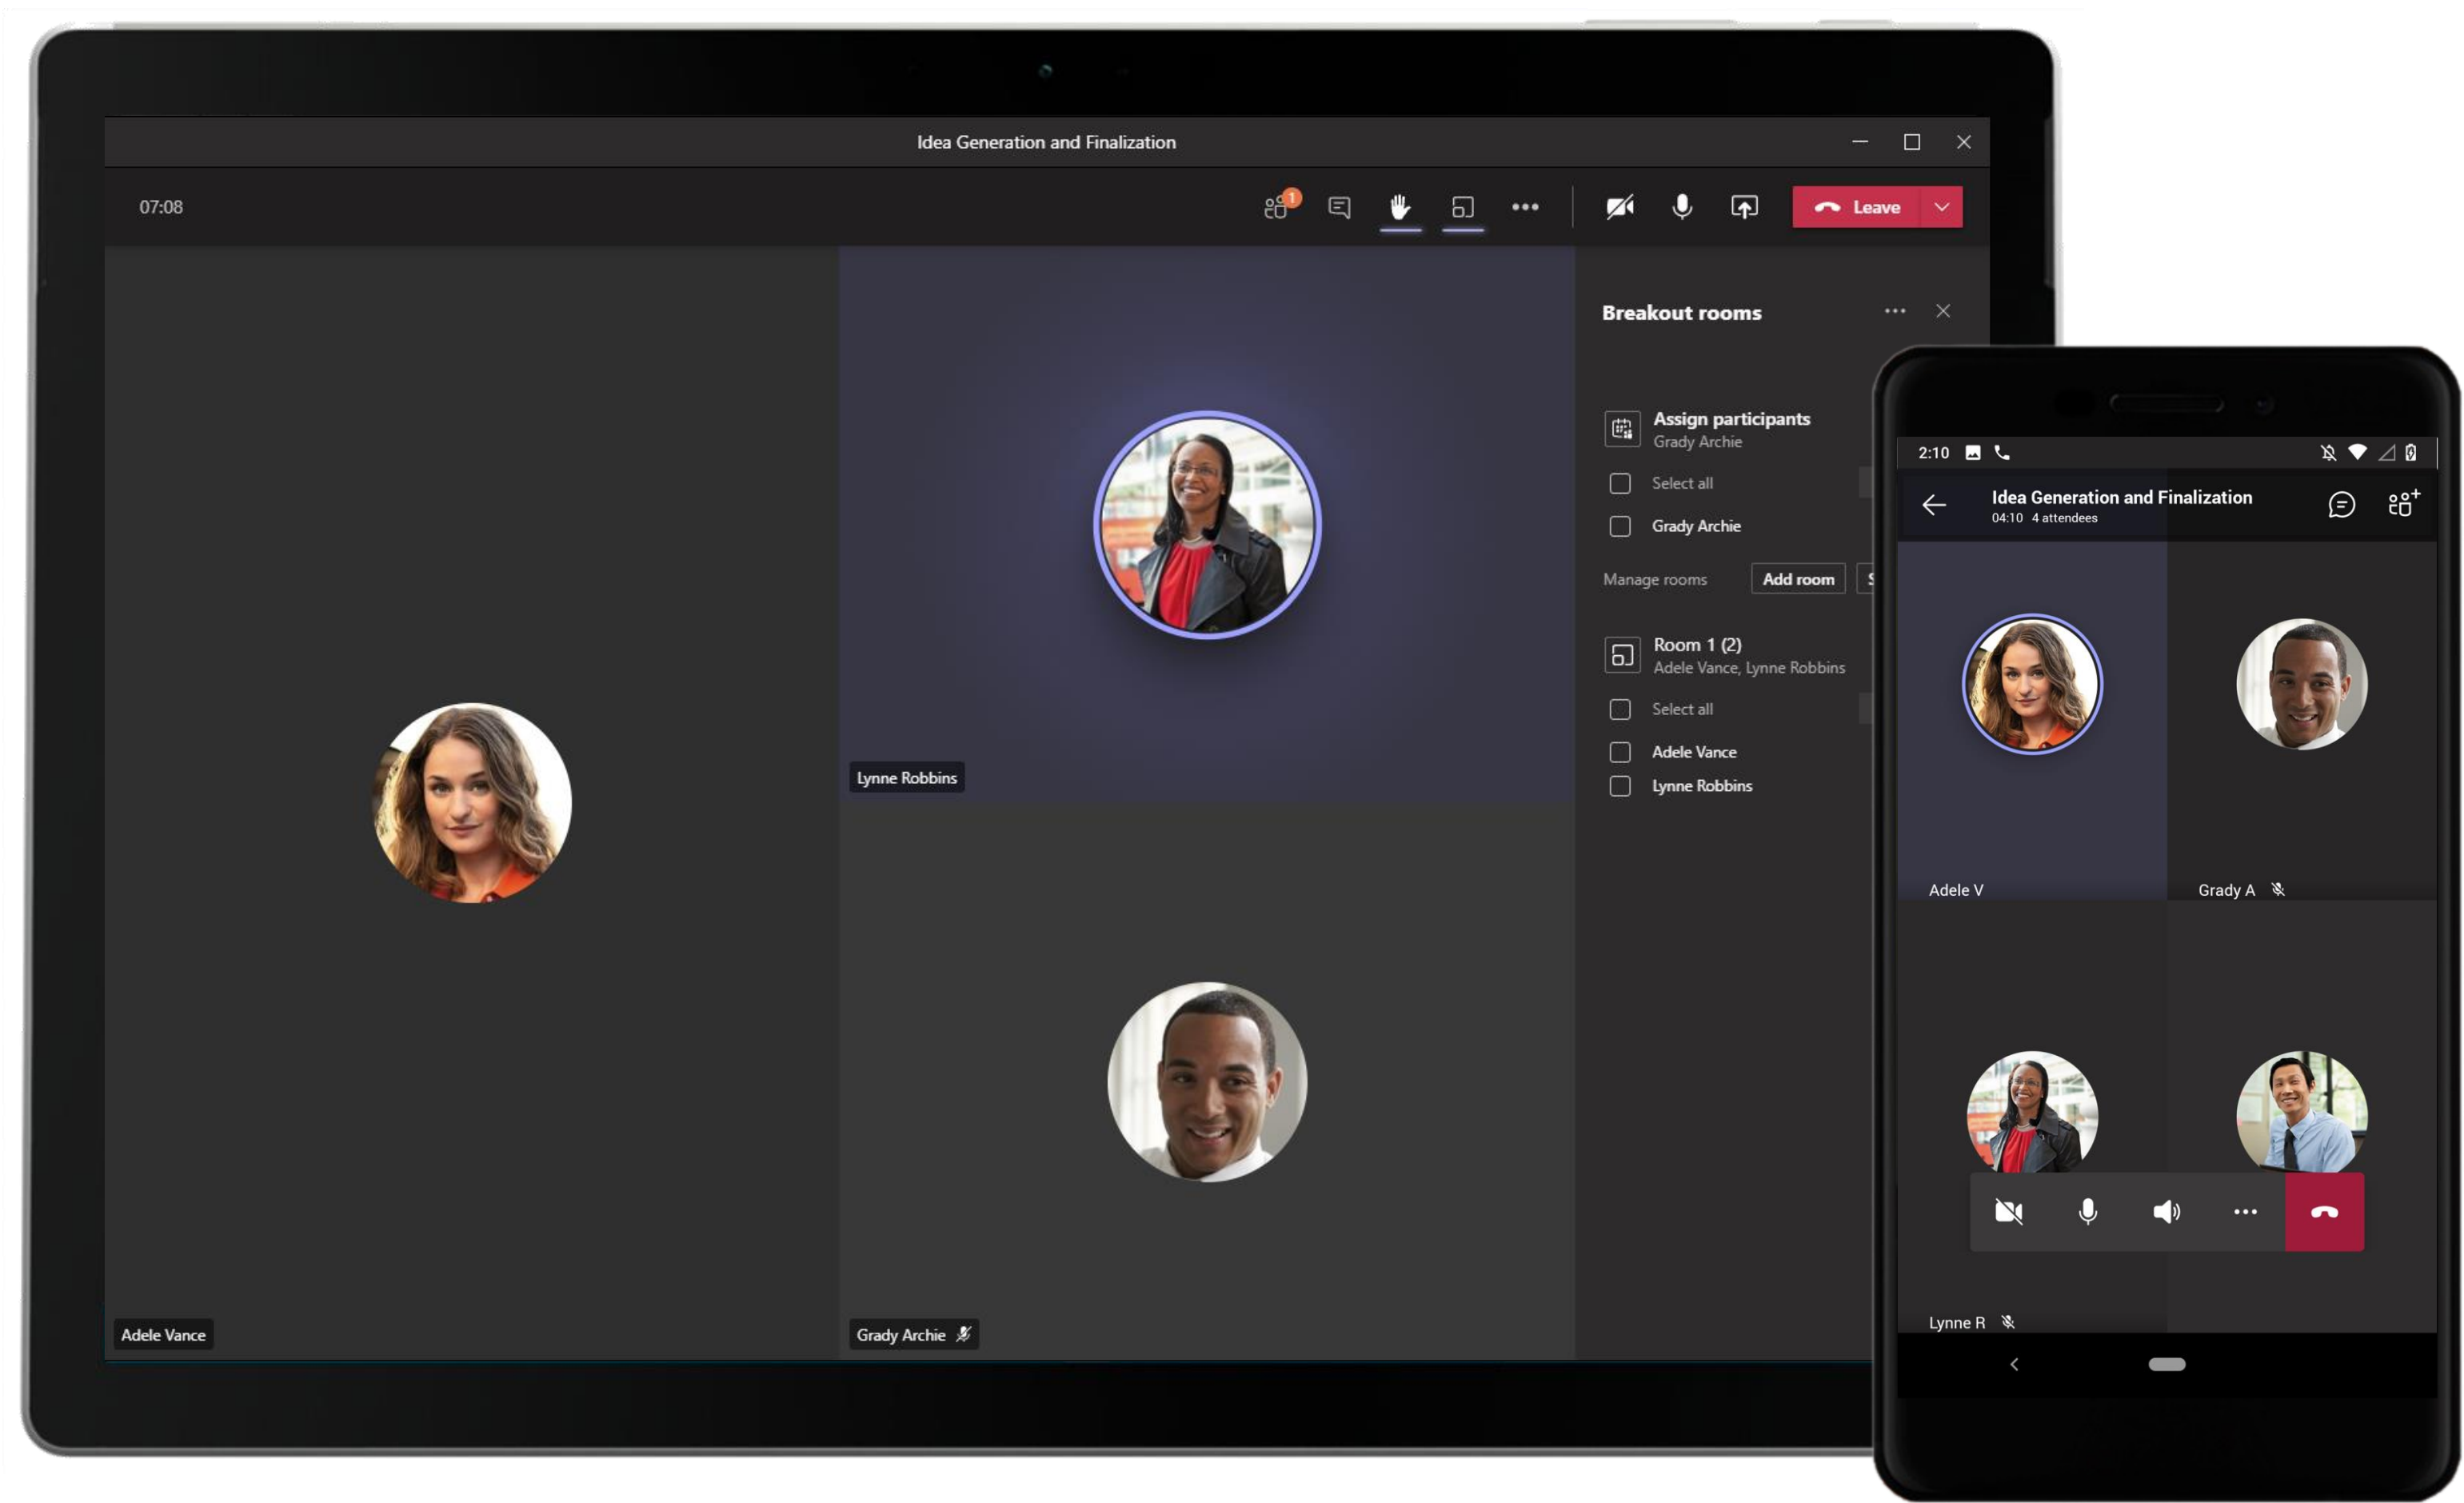 Idea Generation and Finalization
07:08
1
Leave
Breakout rooms
Assign participants
Grady Archie
Select all
Grady Archie
Manage rooms
Add room
Room 1 (2)
Adele Vance, Lynne Robbins
Select all
Adele Vance
Lynne Robbins
Lynne Robbins
Adele Vance
Grady Archie
2:10
Idea Generation and Finalization
04:10 4 attendees
Adele V
Grady A
Lynne R